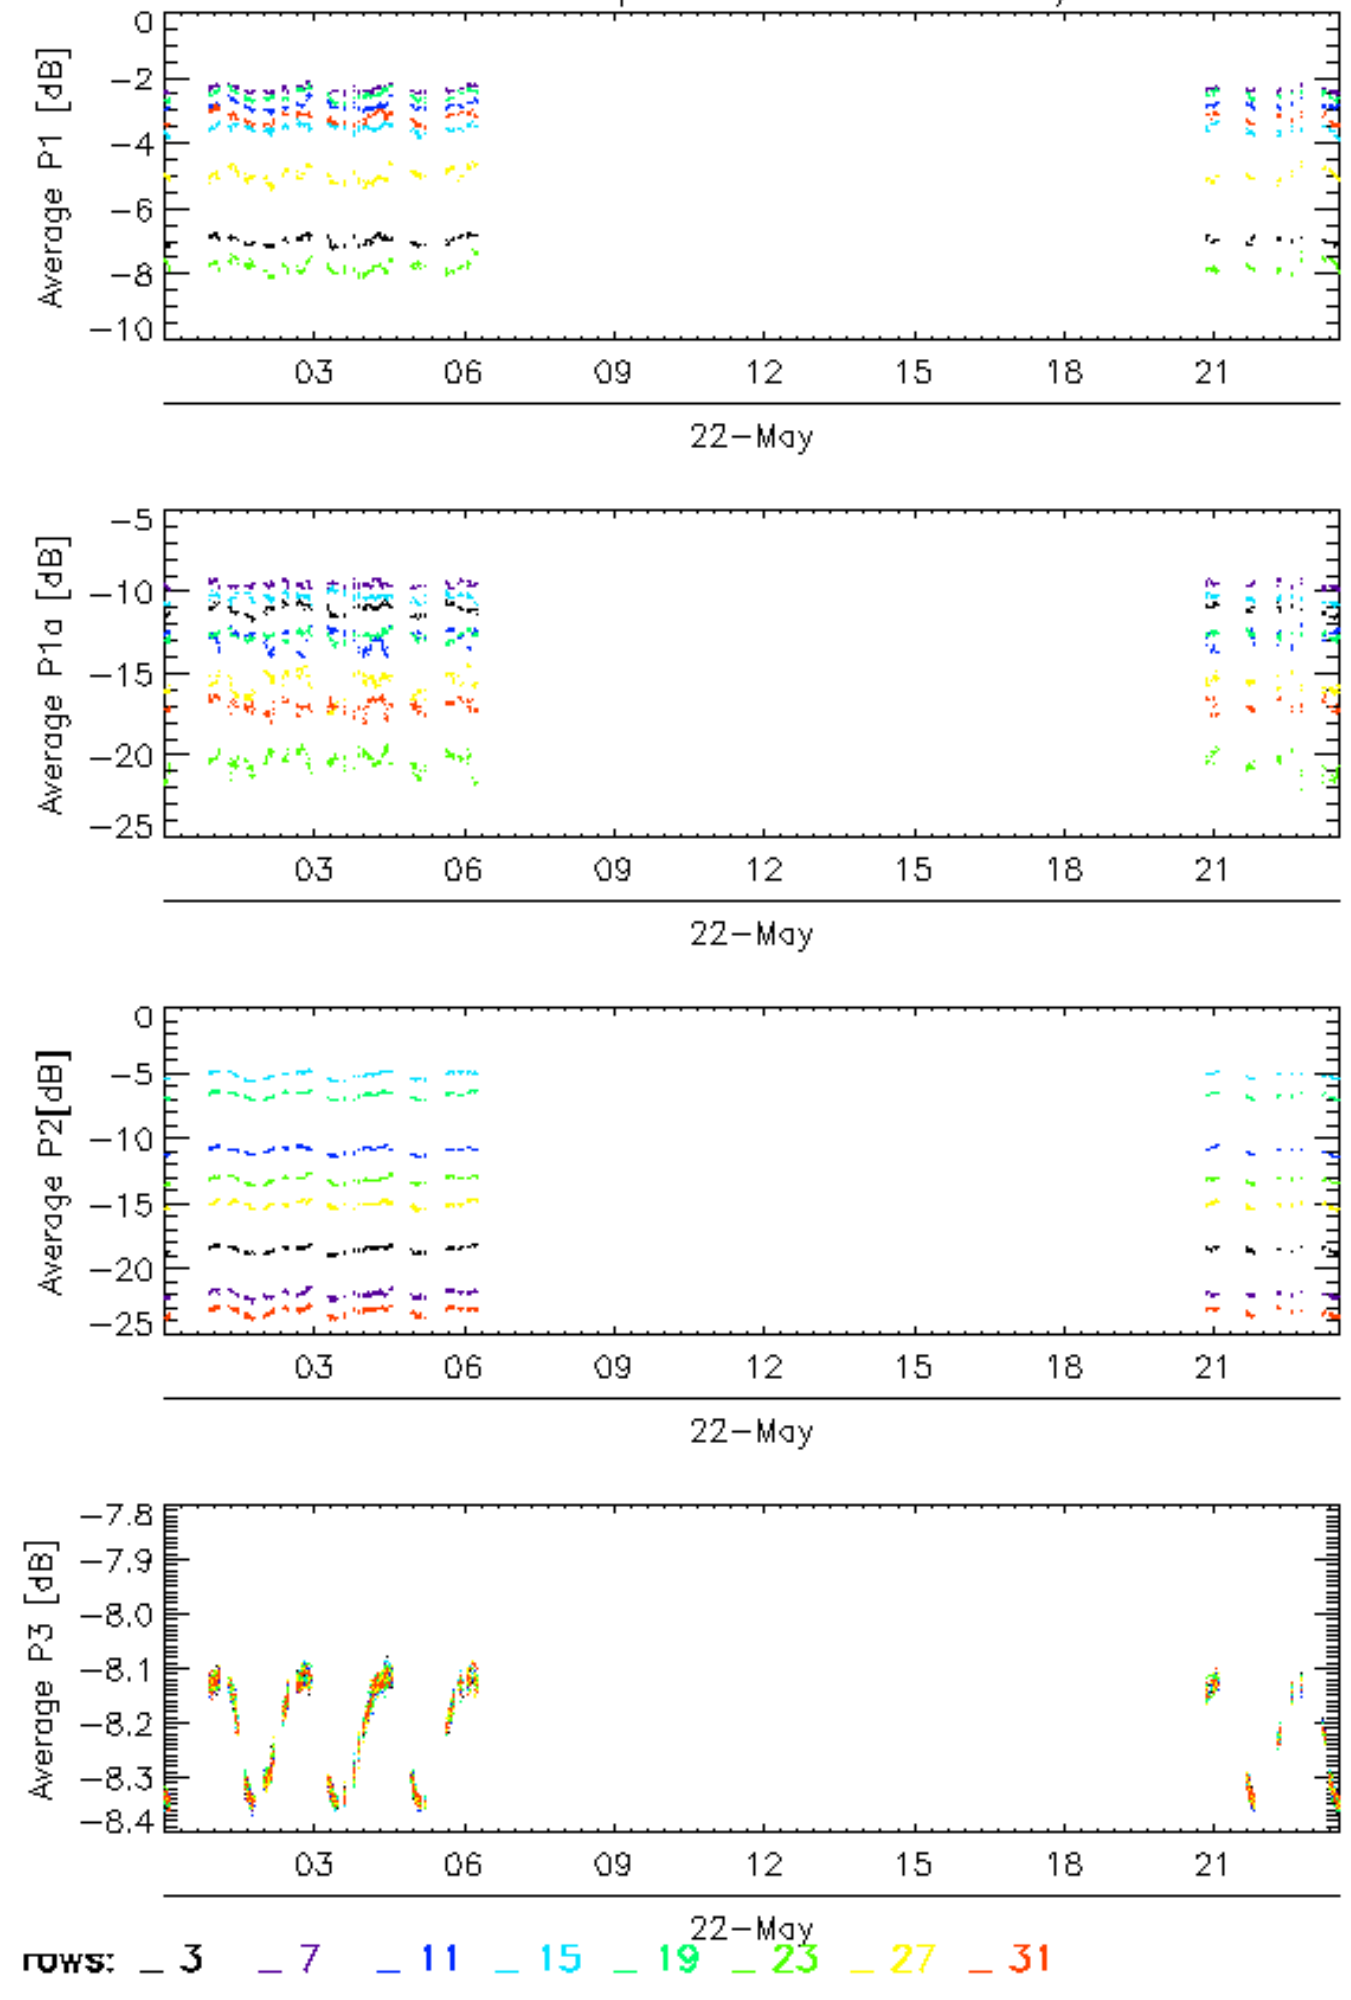 0
−2
−4
−6
−8
−10
Average P1 [dB]
03 06 09 12 15 18 21
22−May
−5
−10
−15
−20
−25
Average P1a [dB]
03 06 09 12 15 18 21
22−May
0
−5
−10
−15
−20
−25
Average P2[dB]
03 06 09 12 15 18 21
22−May
−7.8
−7.9
−8.0
−8.1
−8.2
−8.3
−8.4
Average P3 [dB]
03 06 09 12 15 18 21
22−May
rows: _ 3 _ 7 _ 11 _ 15 _ 19 _ 23 _ 27 _ 31